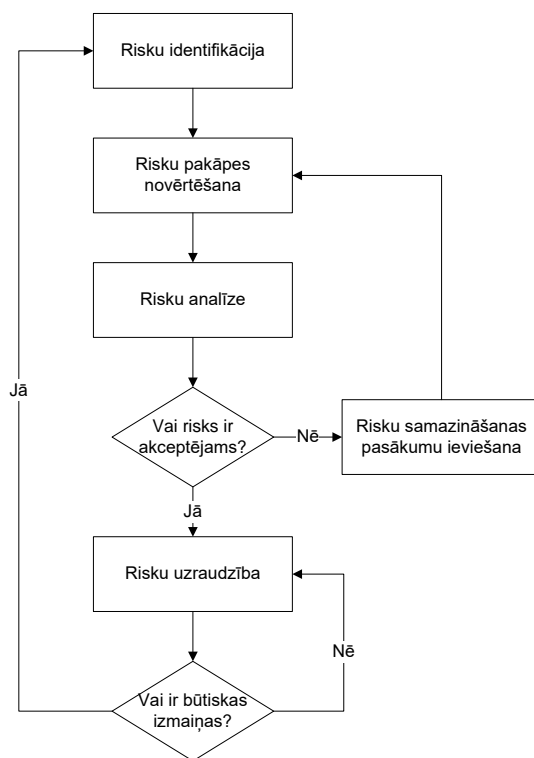 Risku identifikācija
Risku pakāpes
novērtēšana
Risku analīze
Jā
Vai risks ir
akceptējams?
Nē
Risku samazināšanas
pasākumu ieviešana
Jā
Risku uzraudzība
Nē
Vai ir būtiskas
izmaiņas?